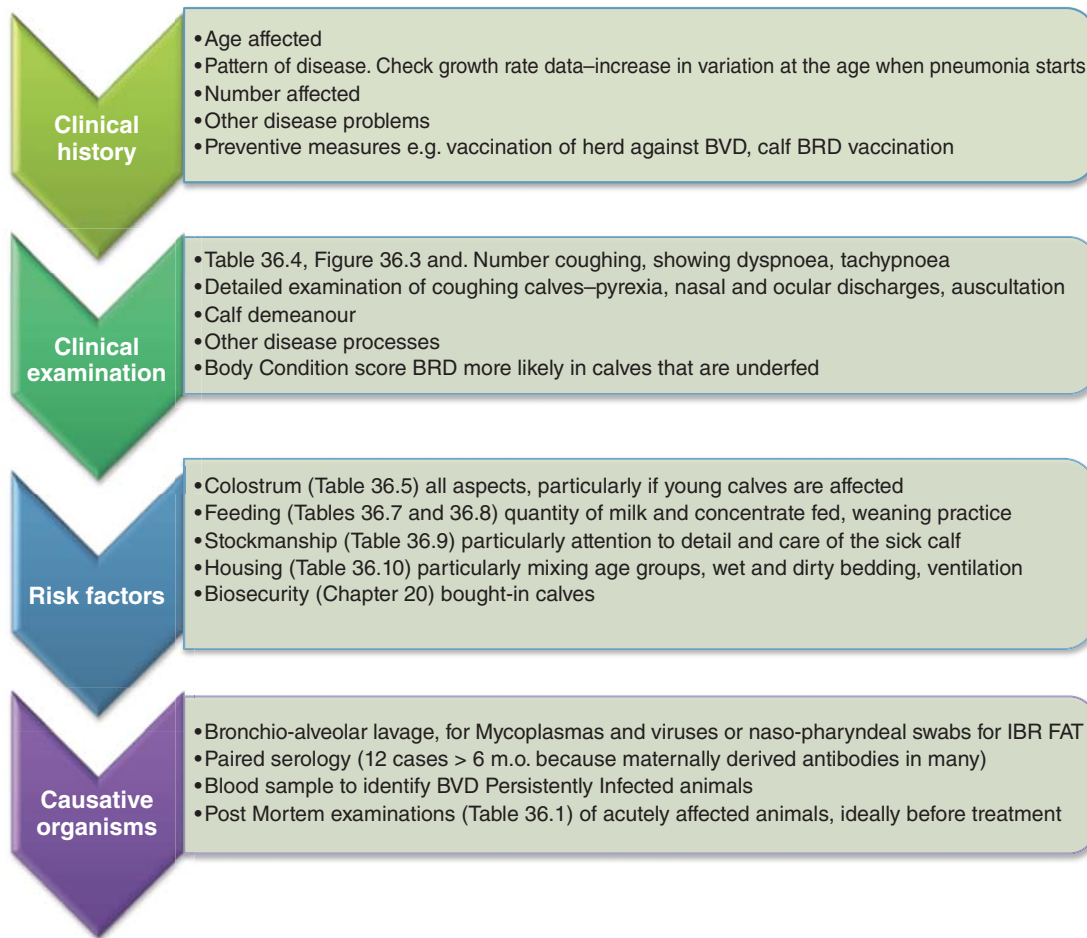 Clinical
history
•Age affected
•Pattern of disease. Check growth rate data–increase in variation at the age when pneumonia starts
•Number affected
•Other disease problems
•Preventive measures e.g. vaccination of herd against BVD, calf BRD vaccination
Clinical
examination
•Table 36.4, Figure 36.3 and. Number coughing, showing dyspnoea, tachypnoea
•Detailed examination of coughing calves–pyrexia, nasal and ocular discharges, auscultation
•Calf demeanour
•Other disease processes
•Body Condition score BRD more likely in calves that are underfed
Risk factors
•Colostrum (Table 36.5) all aspects, particularly if young calves are affected
•Feeding (Tables 36.7 and 36.8) quantity of milk and concentrate fed, weaning practice
•Stockmanship (Table 36.9) particularly attention to detail and care of the sick calf
•Housing (Table 36.10) particularly mixing age groups, wet and dirty bedding, ventilation
•Biosecurity (Chapter 20) bought-in calves
Causative
organisms
•Bronchio-alveolar lavage, for Mycoplasmas and viruses or naso-pharyndeal swabs for IBR FAT
•Paired serology (12 cases > 6 m.o. because maternally derived antibodies in many)
•Blood sample to identify BVD Persistently Infected animals
•Post Mortem examinations (Table 36.1) of acutely affected animals, ideally before treatment